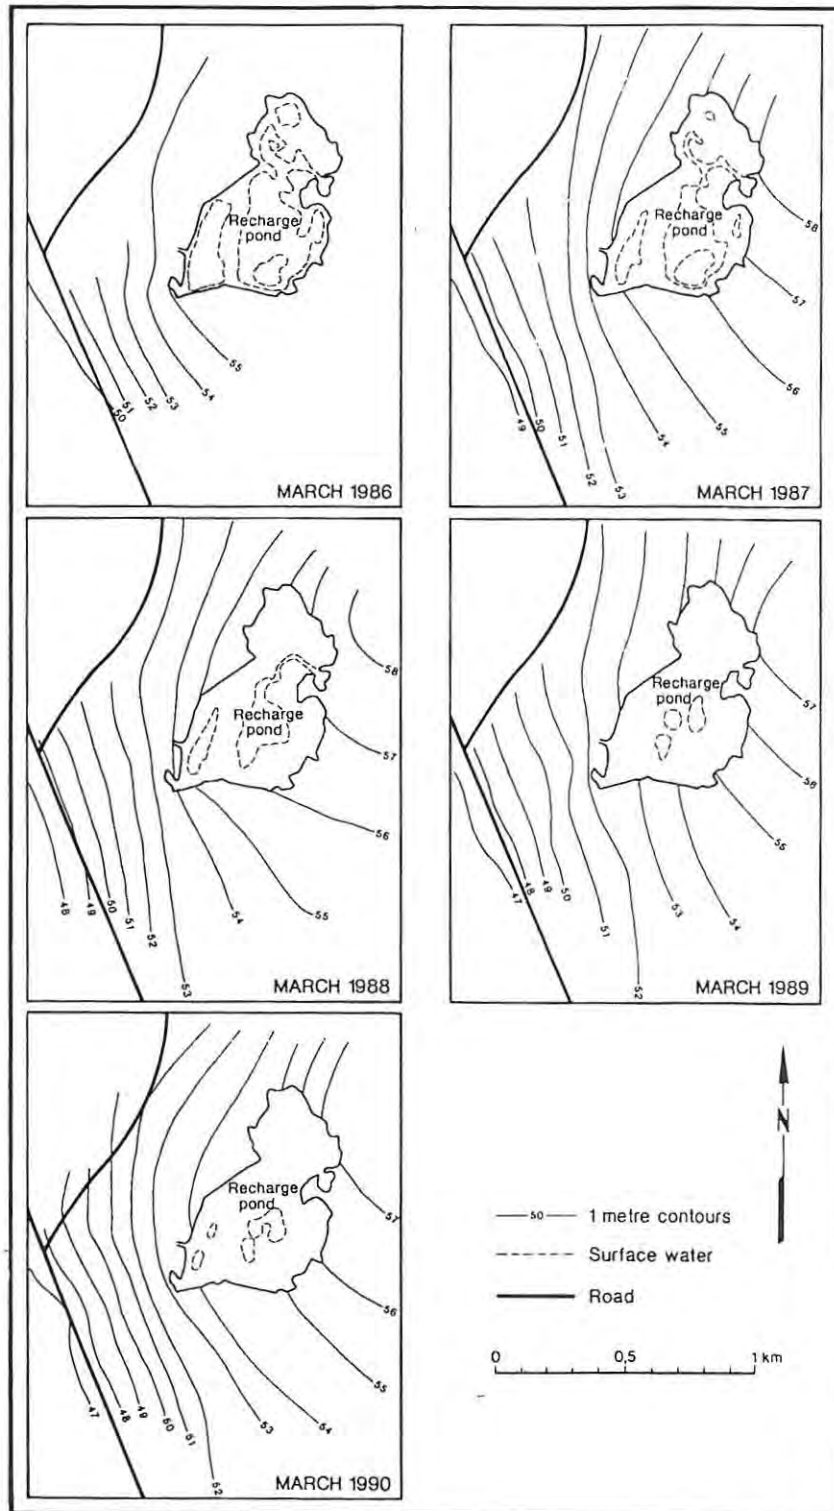 Recharge
pond
55
54
53
52
51
50
MARCH 1986
Recharge
pond
58
57
56
55
54
53
52
51
50
49
MARCH 1987
Recharge
pond
58
57
56
55
54
53
52
51
50
49
48
MARCH 1988
Recharge
pond
57
56
55
54
53
52
51
50
49
48
47
MARCH 1989
Recharge
pond
57
56
55
54
53
52
51
50
49
48
47
MARCH 1990
N
50 1 metre contours
Surface water
Road
0 0,5 1 km